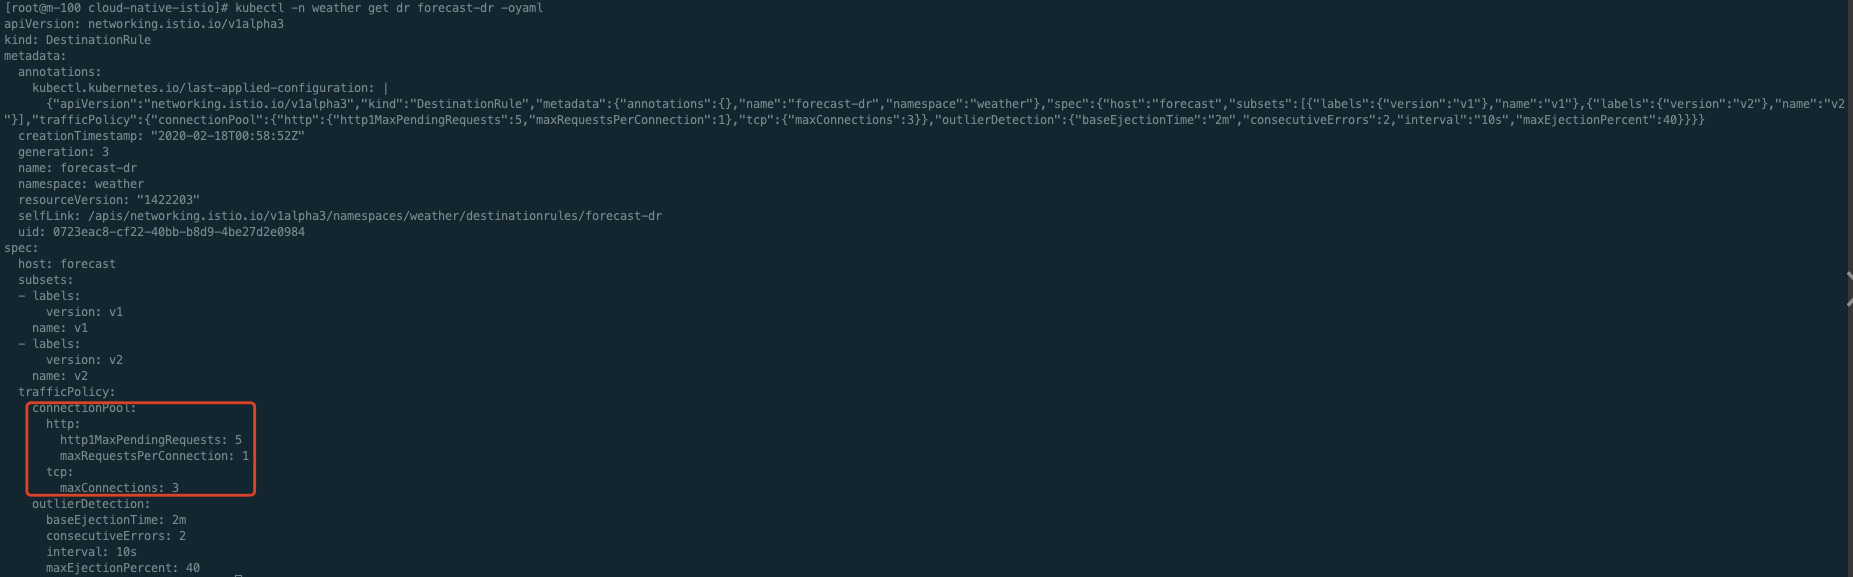 [root@m-100 cloud-native-istio]# kubectl -n weather get dr forecast-dr -oyaml
apiVersion: networking.istio.io/v1alpha3
kind: DestinationRule
metadata:
  annotations:
    kubectl.kubernetes.io/last-applied-configuration: |
      {"apiVersion":"networking.istio.io/v1alpha3","kind":"DestinationRule","metadata":{"annotations":{},"name":"forecast-dr","namespace":"weather"},"spec":{"host":"forecast","subsets":[{"labels":{"version":"v1"},"name":"v1"},{"labels":{"version":"v2"},"name":"v2
"}],"trafficPolicy":{"connectionPool":{"http":{"http1MaxPendingRequests":5,"maxRequestsPerConnection":1},"tcp":{"maxConnections":3}},"outlierDetection":{"baseEjectionTime":"2m","consecutiveErrors":2,"interval":"10s","maxEjectionPercent":40}}}}
  creationTimestamp: "2020-02-18T00:58:52Z"
  generation: 3
  name: forecast-dr
  namespace: weather
  resourceVersion: "1422203"
  selfLink: /apis/networking.istio.io/v1alpha3/namespaces/weather/destinationrules/forecast-dr
  uid: 0723eac8-cf22-40bb-b8d9-4be27d2e0984
spec:
  host: forecast
  subsets:
  - labels:
      version: v1
    name: v1
  - labels:
      version: v2
    name: v2
  trafficPolicy:
    connectionPool:
      http:
        http1MaxPendingRequests: 5
        maxRequestsPerConnection: 1
      tcp:
        maxConnections: 3
    outlierDetection:
      baseEjectionTime: 2m
      consecutiveErrors: 2
      interval: 10s
      maxEjectionPercent: 40